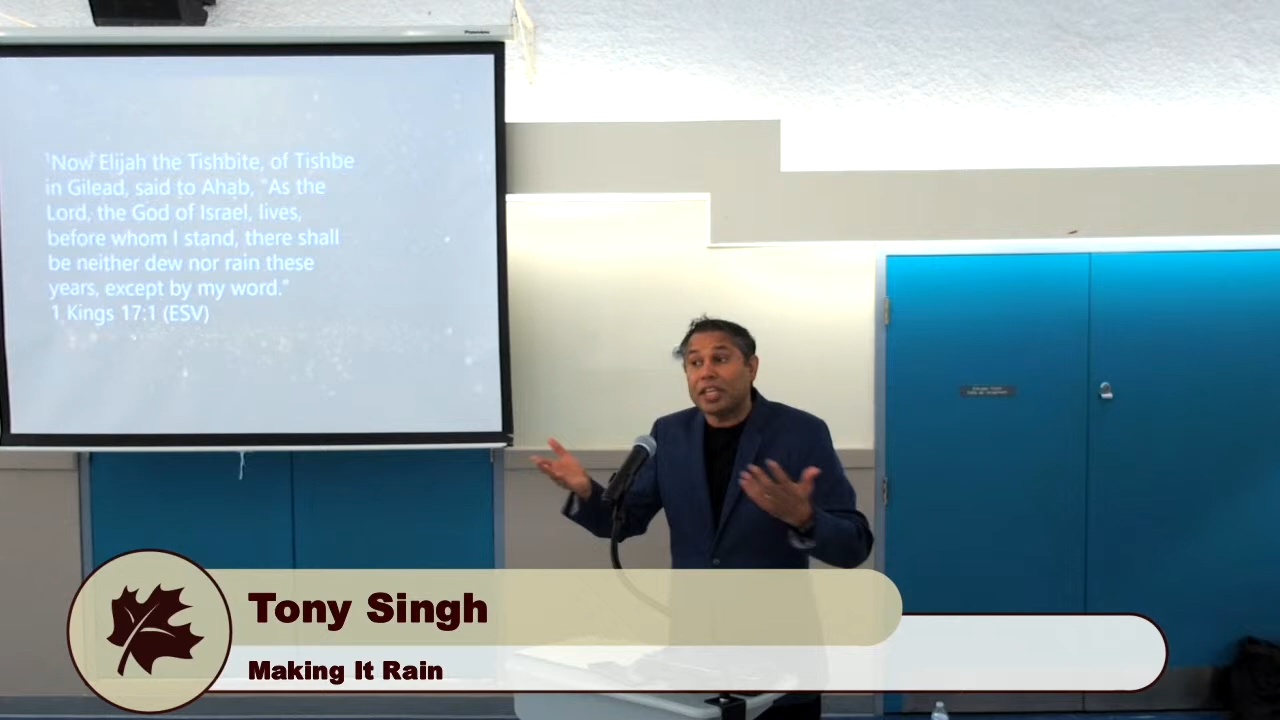 ¹Now Elijah the Tishbite, of Tishbe
in Gilead, said to Ahab, "As the
Lord, the God of Israel, lives,
before whom I stand, there shall
be neither dew nor rain these
years, except by my word."
1 Kings 17:1 (ESV)
Tony Singh
Making It Rain